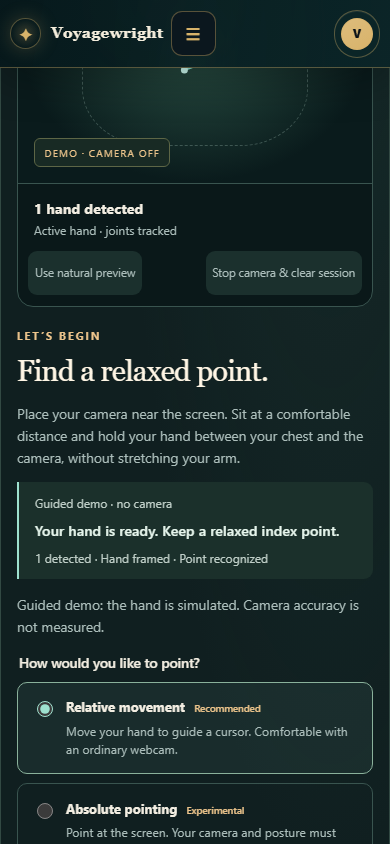 Voyagewright
V
DEMO · CAMERA OFF
1 hand detected
Active hand · joints tracked
Use natural preview
Stop camera & clear session
LET'S BEGIN
Find a relaxed point.
Place your camera near the screen. Sit at a comfortable
distance and hold your hand between your chest and the
camera, without stretching your arm.
Guided demo · no camera
Your hand is ready. Keep a relaxed index point.
1 detected · Hand framed · Point recognized
Guided demo: the hand is simulated. Camera accuracy is
not measured.
How would you like to point?
Relative movement Recommended
Move your hand to guide a cursor. Comfortable with
an ordinary webcam.
Absolute pointing Experimental
Point at the screen. Your camera and posture must